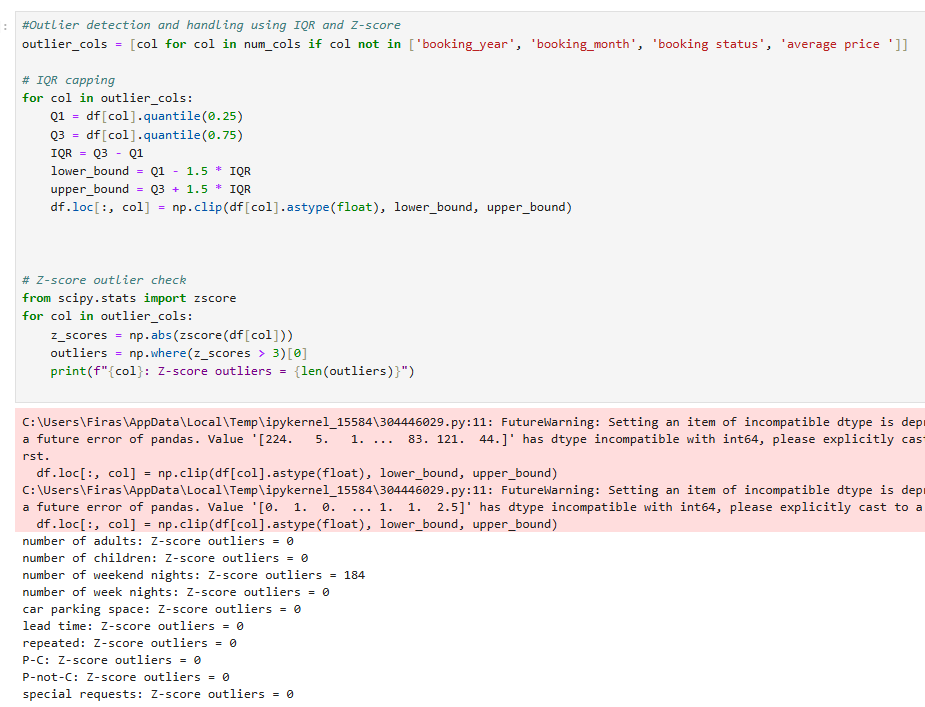 :
#Outlier detection and handling using IQR and Z-score
outlier_cols = [col for col in num_cols if col not in ['booking_year', 'booking_month', 'booking status', 'average price ']]
# IQR capping
for col in outlier_cols:
    Q1 = df[col].quantile(0.25)
    Q3 = df[col].quantile(0.75)
    IQR = Q3 - Q1
    lower_bound = Q1 - 1.5 * IQR
    upper_bound = Q3 + 1.5 * IQR
    df.loc[:, col] = np.clip(df[col].astype(float), lower_bound, upper_bound)
# Z-score outlier check
from scipy.stats import zscore
for col in outlier_cols:
    z_scores = np.abs(zscore(df[col]))
    outliers = np.where(z_scores > 3)[0]
    print(f"{col}: Z-score outliers = {len(outliers)}")
C:\Users\Firas\AppData\Local\Temp\ipykernel_15584\304446029.py:11: FutureWarning: Setting an item of incompatible dtype is
a future error of pandas. Value '[224.   5.   1. ...  83. 121.  44.]' has dtype incompatible with int64, please explicitly
rst.
  df.loc[:, col] = np.clip(df[col].astype(float), lower_bound, upper_bound)
C:\Users\Firas\AppData\Local\Temp\ipykernel_15584\304446029.py:11: FutureWarning: Setting an item of incompatible dtype is
a future error of pandas. Value '[0.  1.  0.  ... 1.  1.  2.5]' has dtype incompatible with int64, please explicitly cast to a
  df.loc[:, col] = np.clip(df[col].astype(float), lower_bound, upper_bound)
number of adults: Z-score outliers = 0
number of children: Z-score outliers = 0
number of weekend nights: Z-score outliers = 184
number of week nights: Z-score outliers = 0
car parking space: Z-score outliers = 0
lead time: Z-score outliers = 0
repeated: Z-score outliers = 0
P-C: Z-score outliers = 0
P-not-C: Z-score outliers = 0
special requests: Z-score outliers = 0